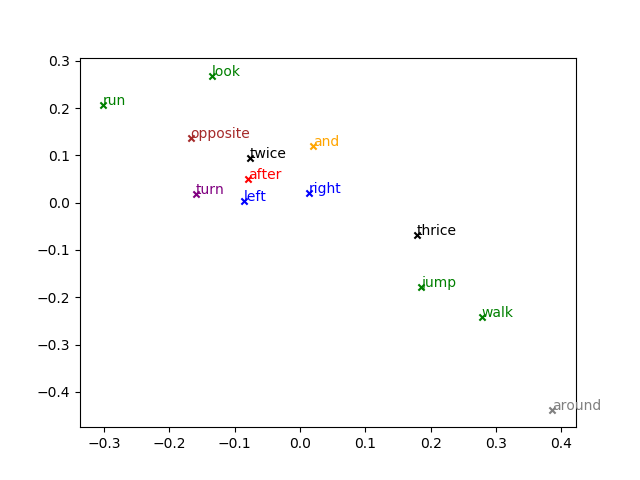 0.3
look
run
0.2
opposite
and
twice
0.1
after
turn
left
right
0.0
thrice
−0.1
jump
−0.2
walk
−0.3
−0.4
around
−0.3 −0.2 −0.1 0.0 0.1 0.2 0.3 0.4